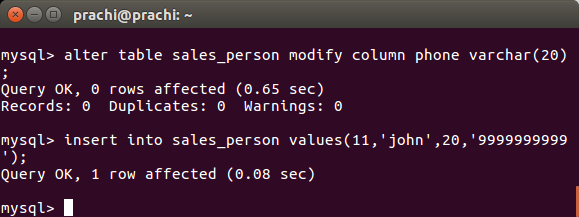 prachi@prachi: ~
mysql> alter table sales_person modify column phone varchar(20)
;
Query OK, 0 rows affected (0.65 sec)
Records: 0  Duplicates: 0  Warnings: 0
mysql> insert into sales_person values(11,'john',20,'9999999999
');
Query OK, 1 row affected (0.08 sec)
mysql>